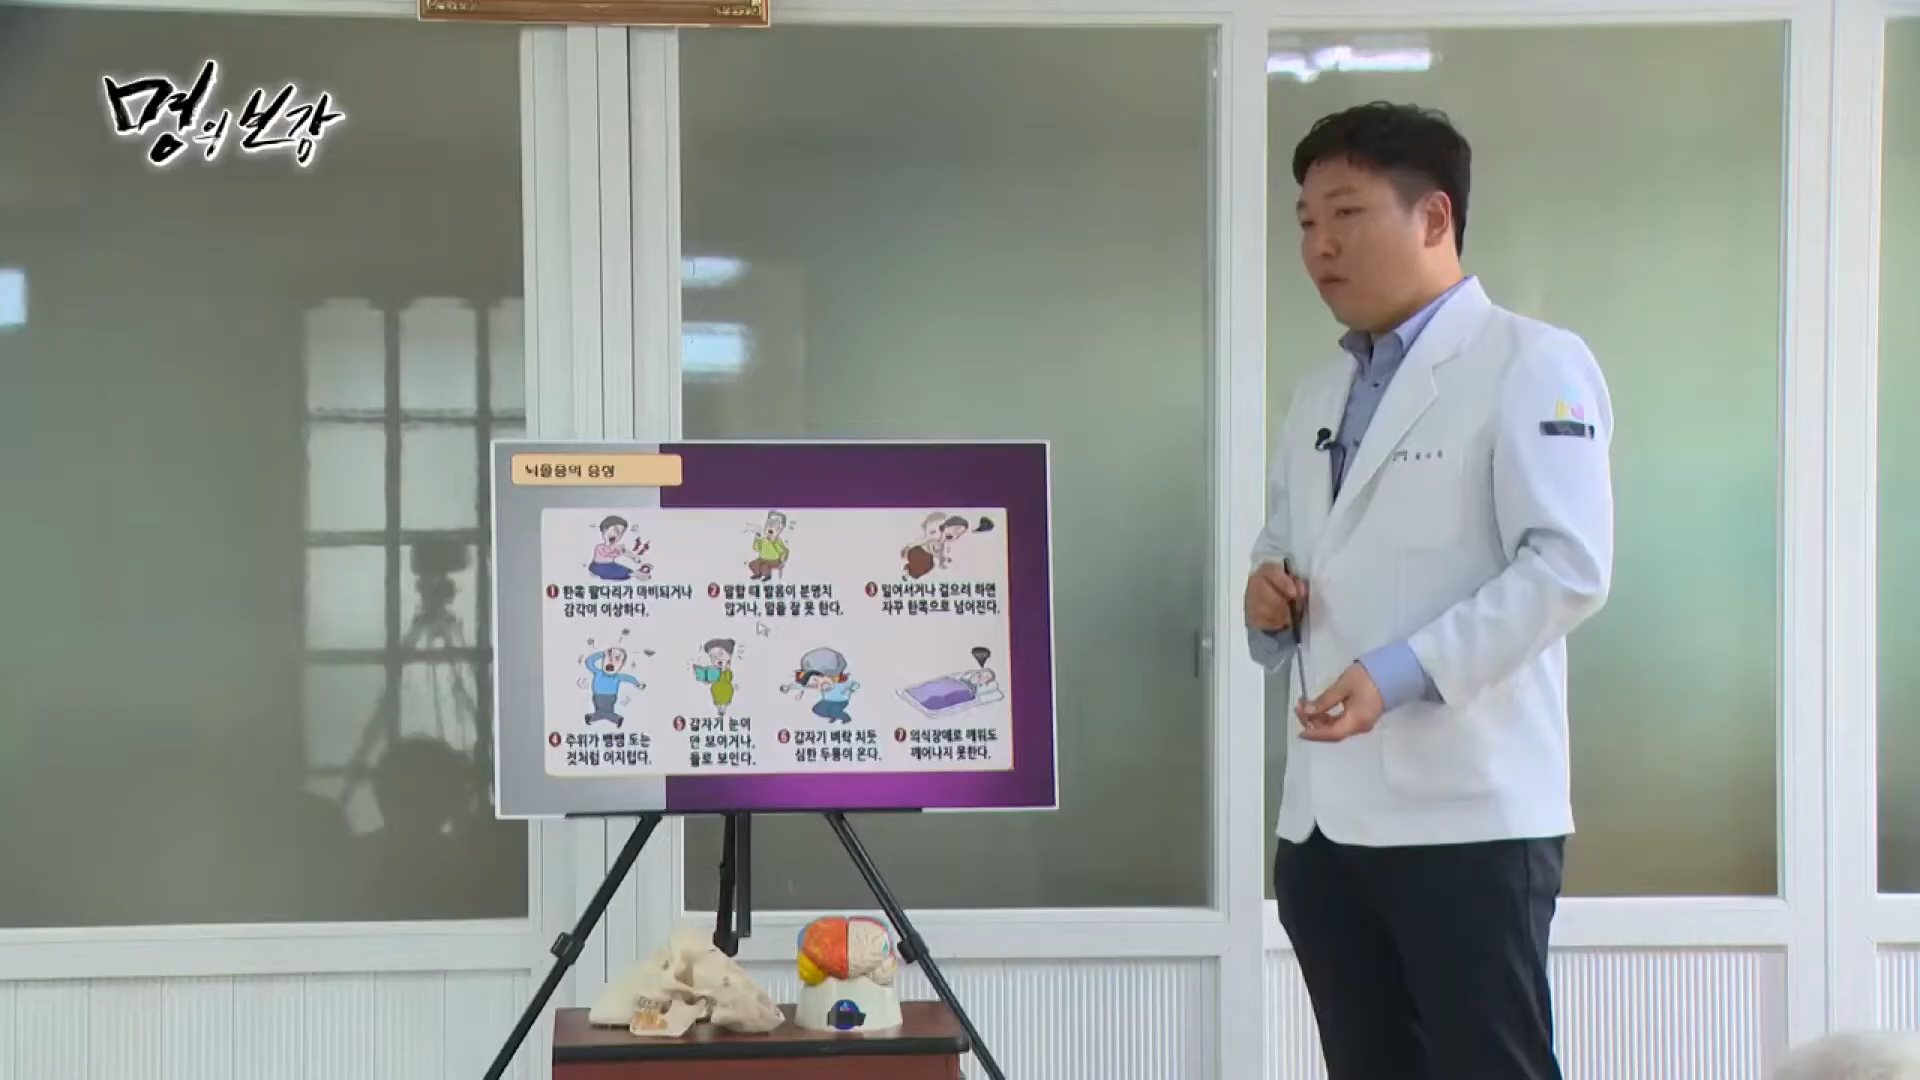 명의보감
뇌졸중의 증상
① 한쪽 팔다리가 마비되거나
감각이 이상하다.
② 말할 때 발음이 분명치
않거나, 말을 잘 못 한다.
③ 일어서거나 걸으려 하면
자꾸 한쪽으로 넘어진다.
④ 주위가 뺑뺑 도는
것처럼 어지럽다.
⑤ 갑자기 눈이
안 보이거나,
둘로 보인다.
⑥ 갑자기 벼락 치듯
심한 두통이 온다.
⑦ 의식장애로 깨워도
깨어나지 못한다.